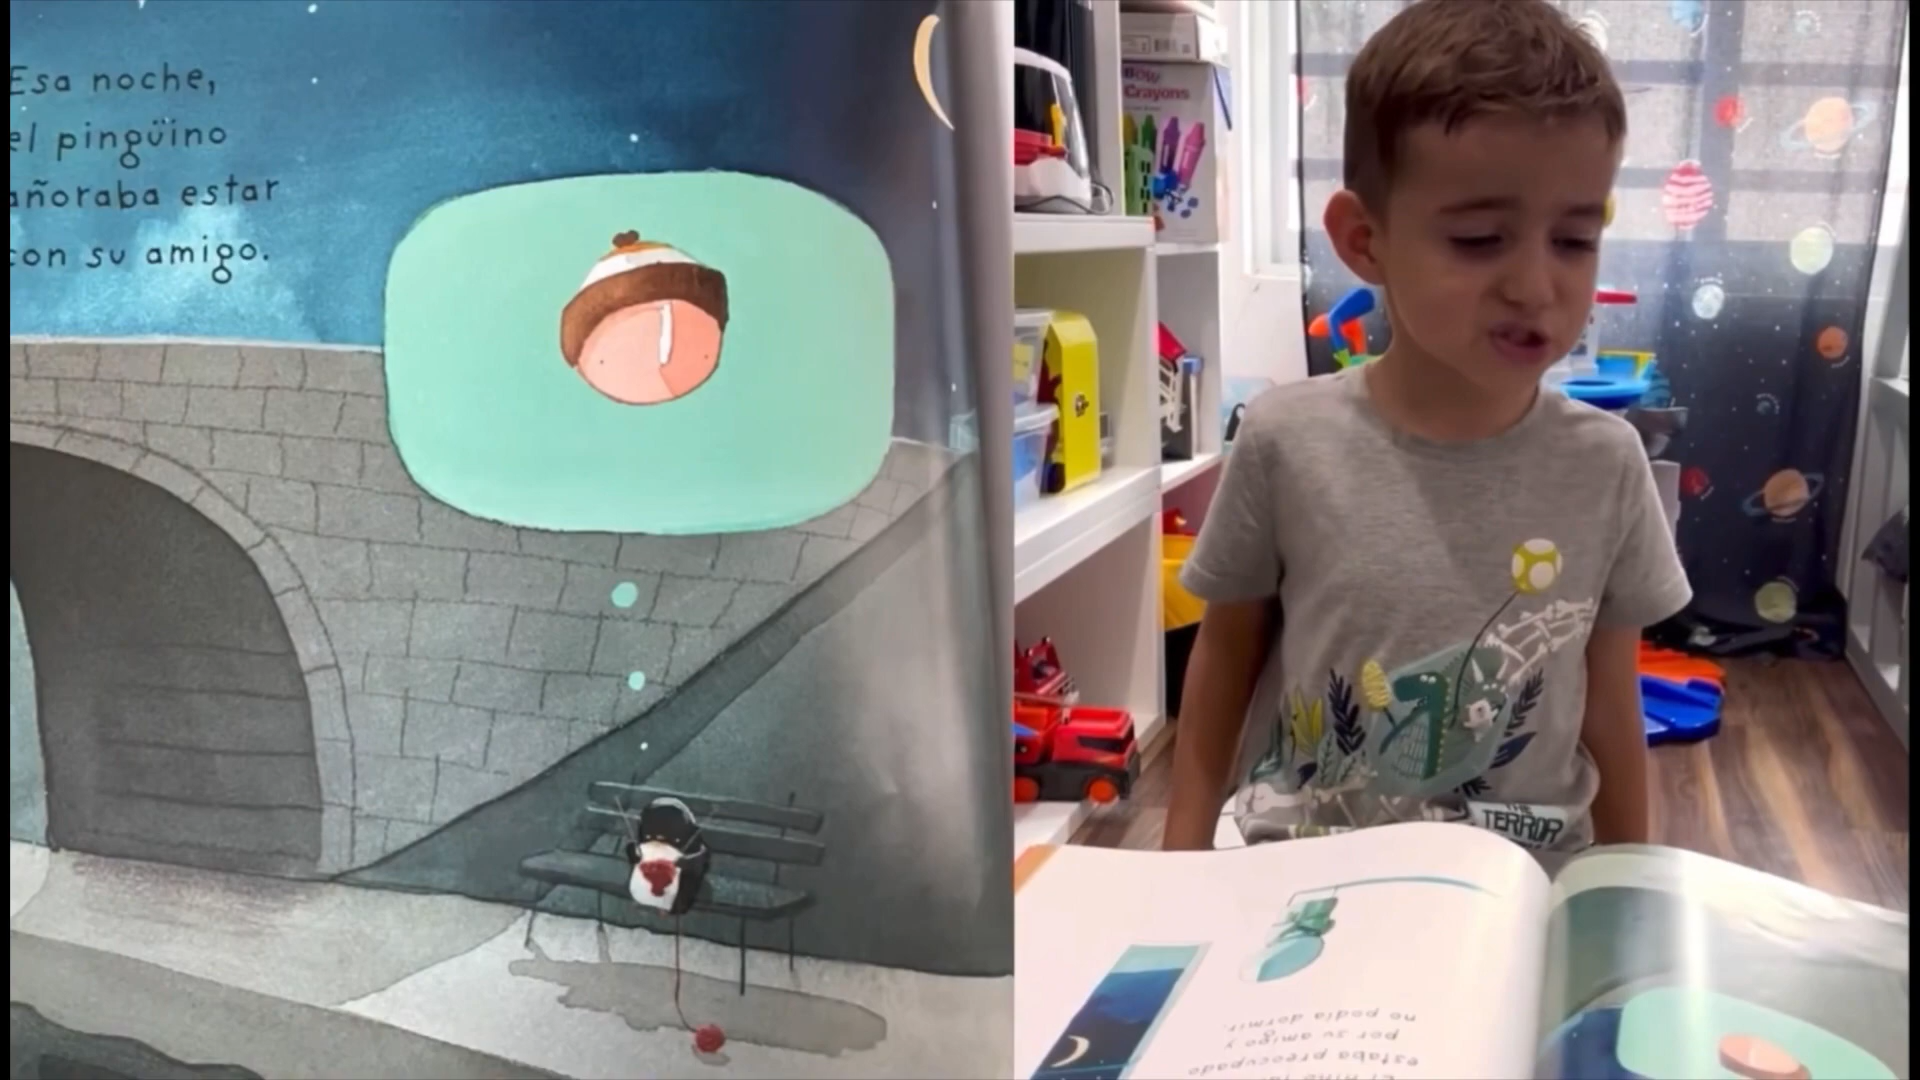 Esa noche,
el pingüino
añoraba estar
con su amigo.
Crayons
THE
TERROR
estaba preocupado
por su amigo y
no podía dormir.